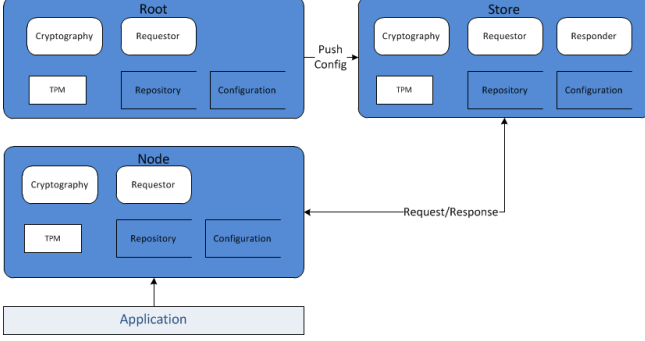 Root
Cryptography
Requestor
TPM
Repository
Configuration
Push
Config
Store
Cryptography
Requestor
Responder
TPM
Repository
Configuration
Node
Cryptography
Requestor
TPM
Repository
Configuration
Request/Response
Application